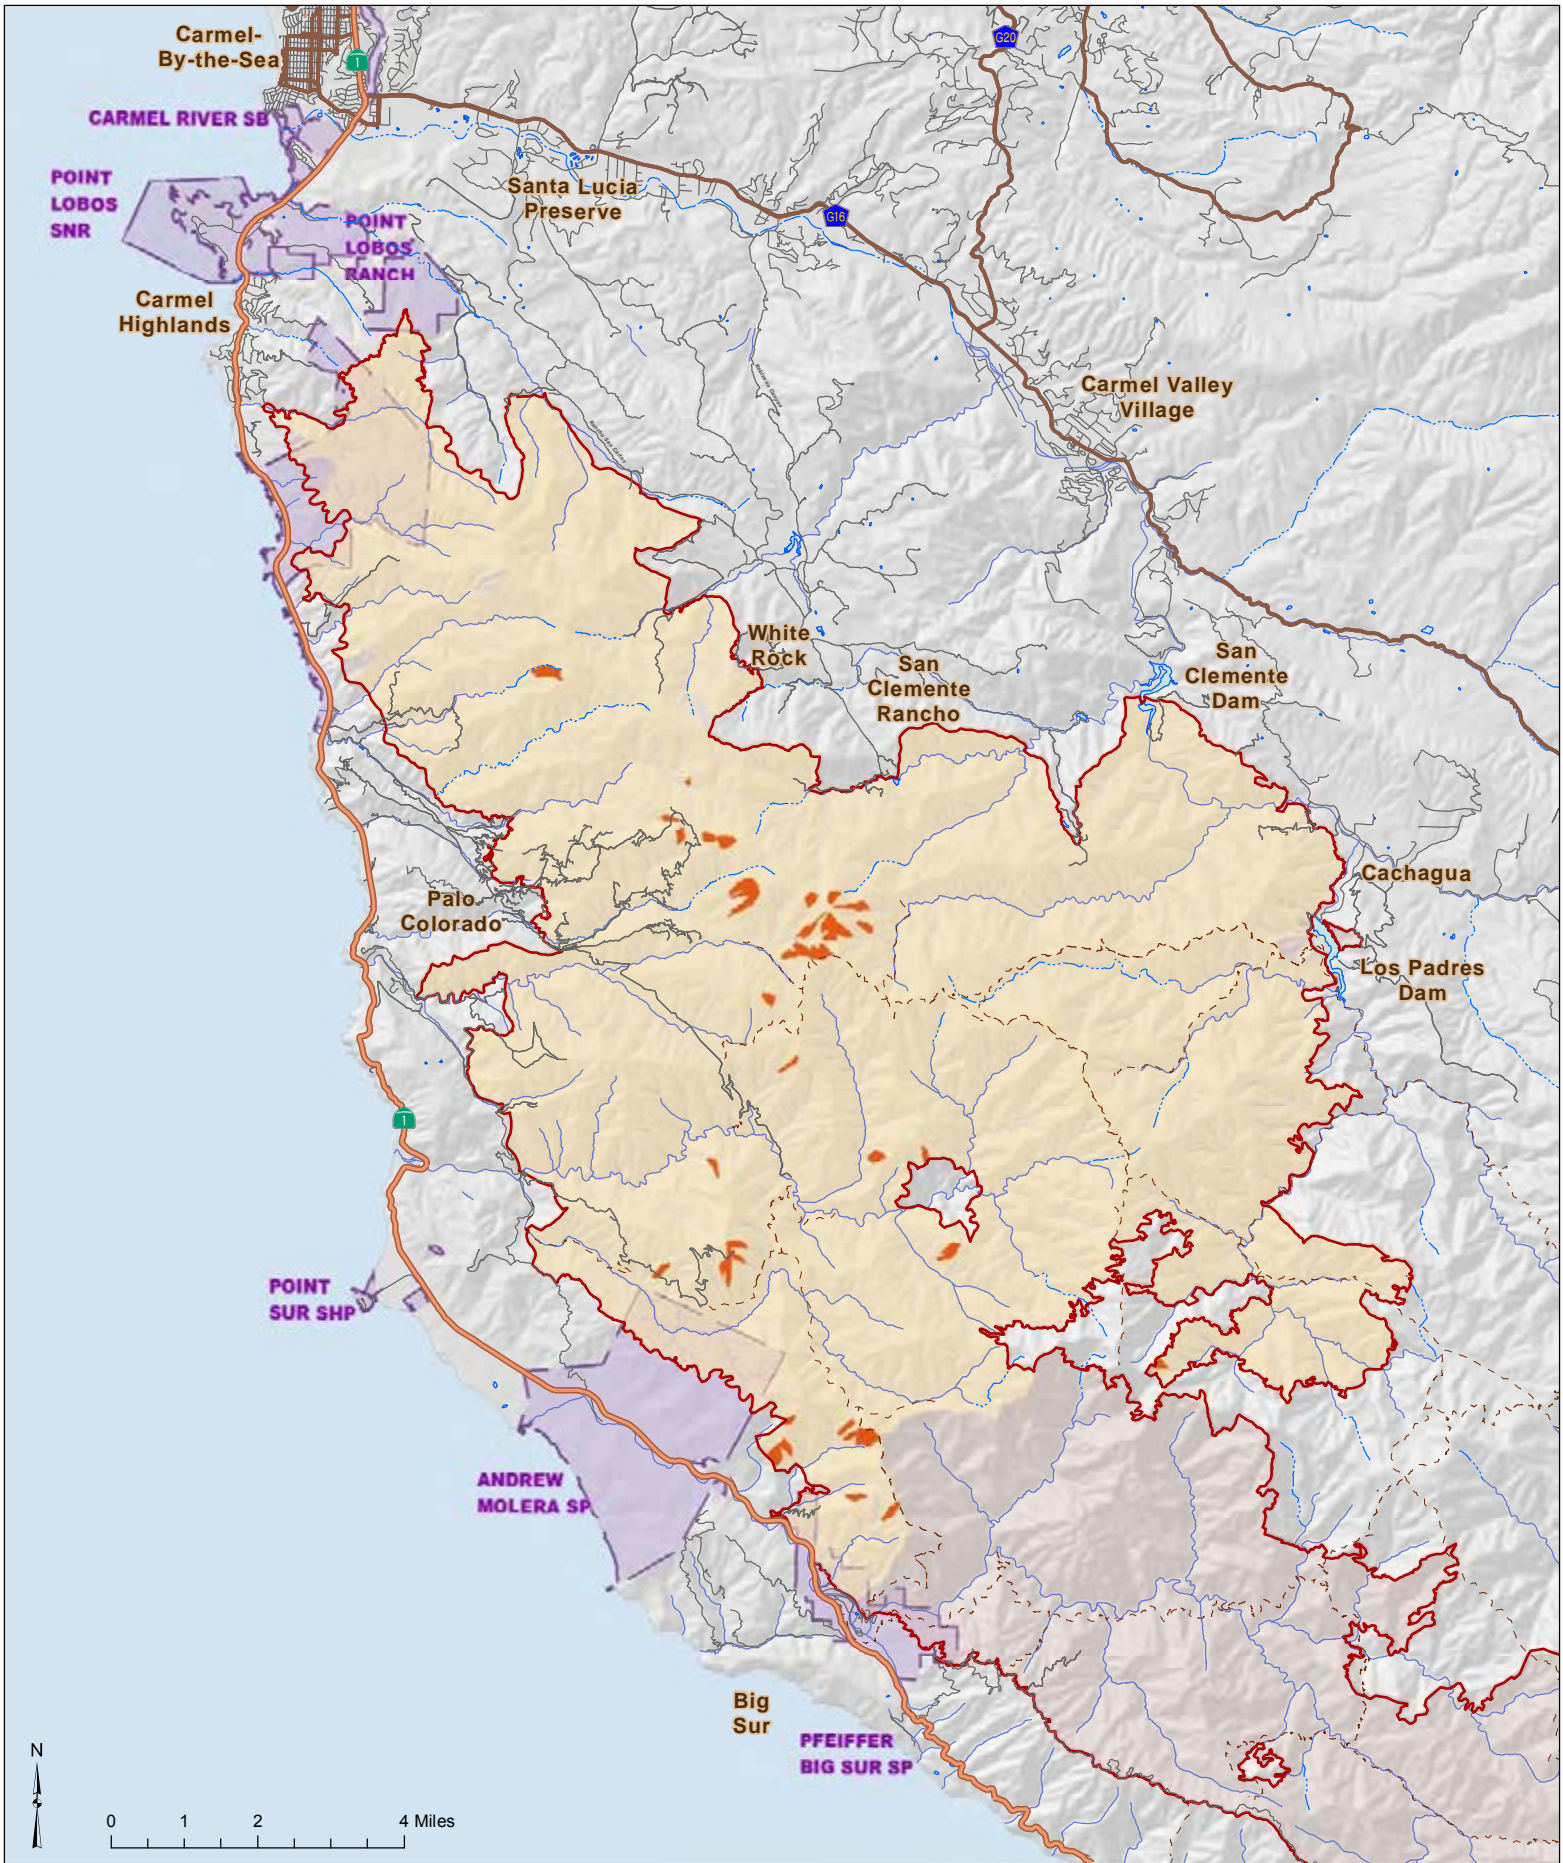 Carmel-
By-the-Sea
1
G20
CARMEL RIVER SB
POINT
LOBOS
SNR
Santa Lucia
Preserve
G16
POINT
LOBOS
RANCH
Carmel
Highlands
Carmel Valley
Village
White
Rock
San
Clemente
Rancho
San
Clemente
Dam
Cachagua
Palo
Colorado
Los Padres
Dam
1
POINT
SUR SHP
ANDREW
MOLERA SP
Big
Sur
PFEIFFER
BIG SUR SP
N
0 1 2 4 Miles